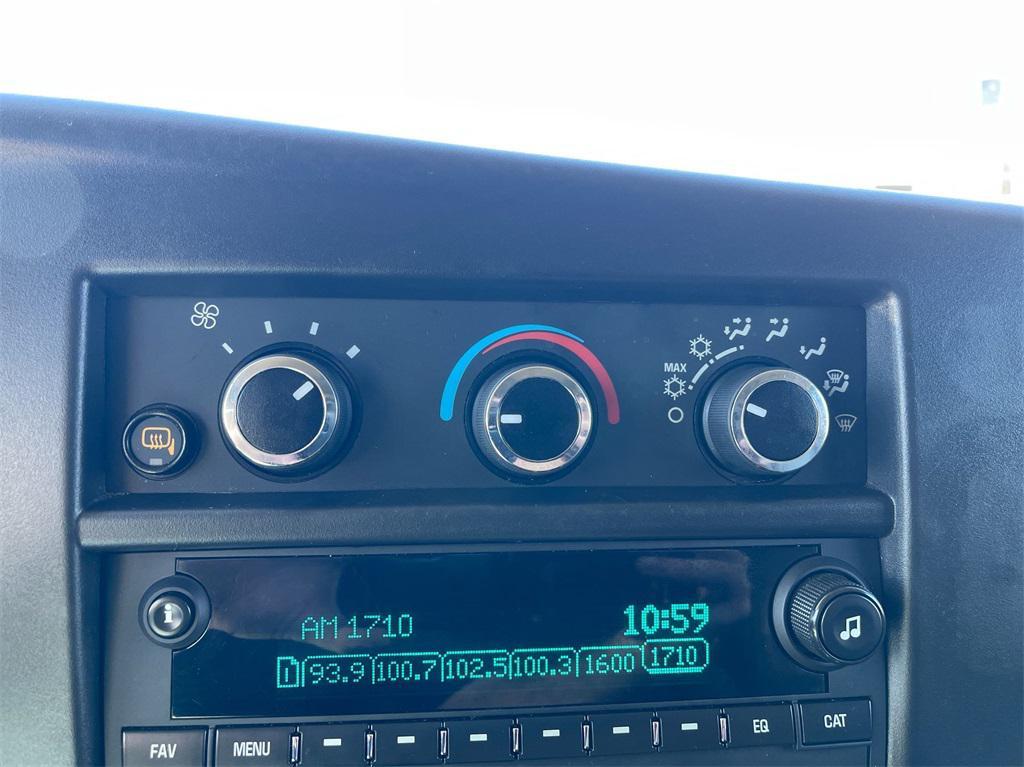 MAX
i
AM 1710 10:59
D 93.9 100.7 102.5 100.3 1600 1710
FAV MENU EQ CAT